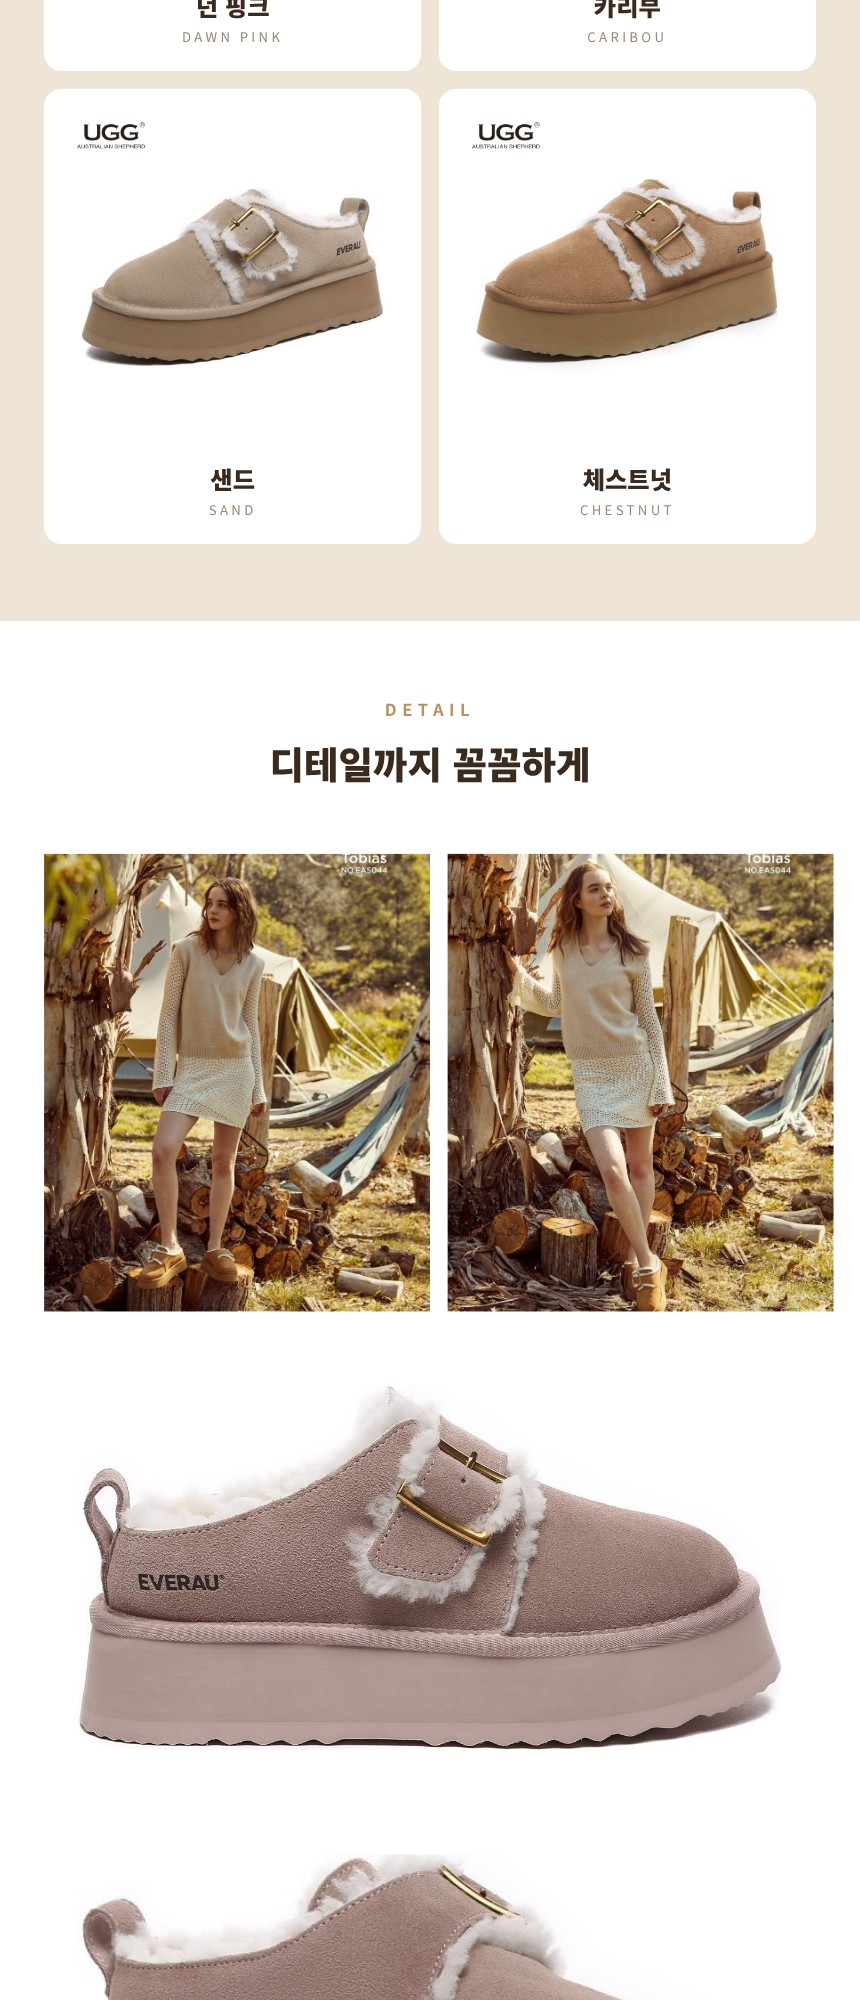 던 핑크
카리부
DAWN PINK
CARIBOU
UGG®
AUSTRALIAN SHEPHERD
UGG®
AUSTRALIAN SHEPHERD
EVERAU
EVERAU
샌드
체스트넛
SAND
CHESTNUT
DETAIL
디테일까지 꼼꼼하게
Tobias
NO.EA5044
Tobias
NO.EA5044
EVERAU®